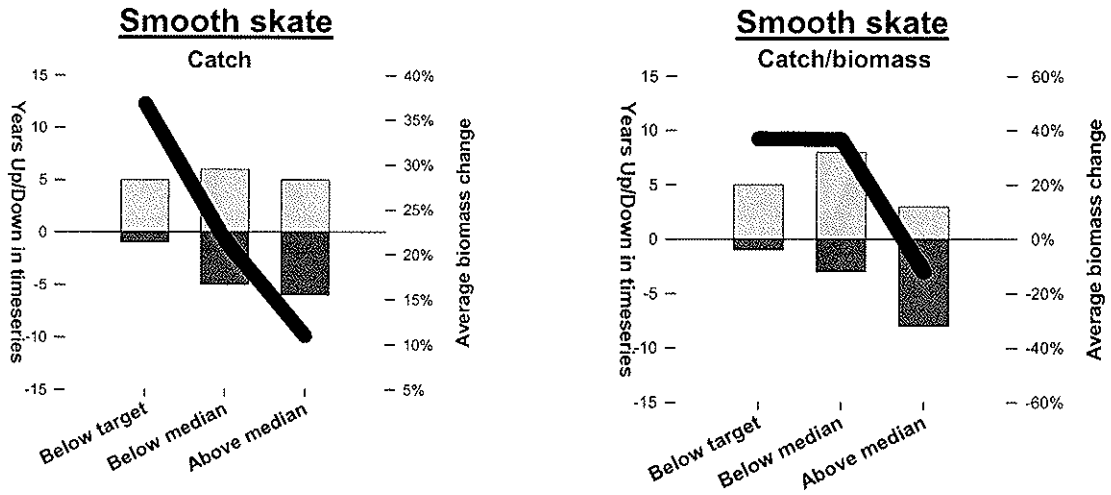 Smooth skate
Catch
Years Up/Down in timeseries
15
10
5
0
-5
-10
-15
40%
35%
30%
25%
20%
15%
10%
5%
Average biomass change
Below target
Below median
Above median
Smooth skate
Catch/biomass
Years Up/Down in timeseries
15
10
5
0
-5
-10
-15
60%
40%
20%
0%
-20%
-40%
-60%
Average biomass change
Below target
Below median
Above median